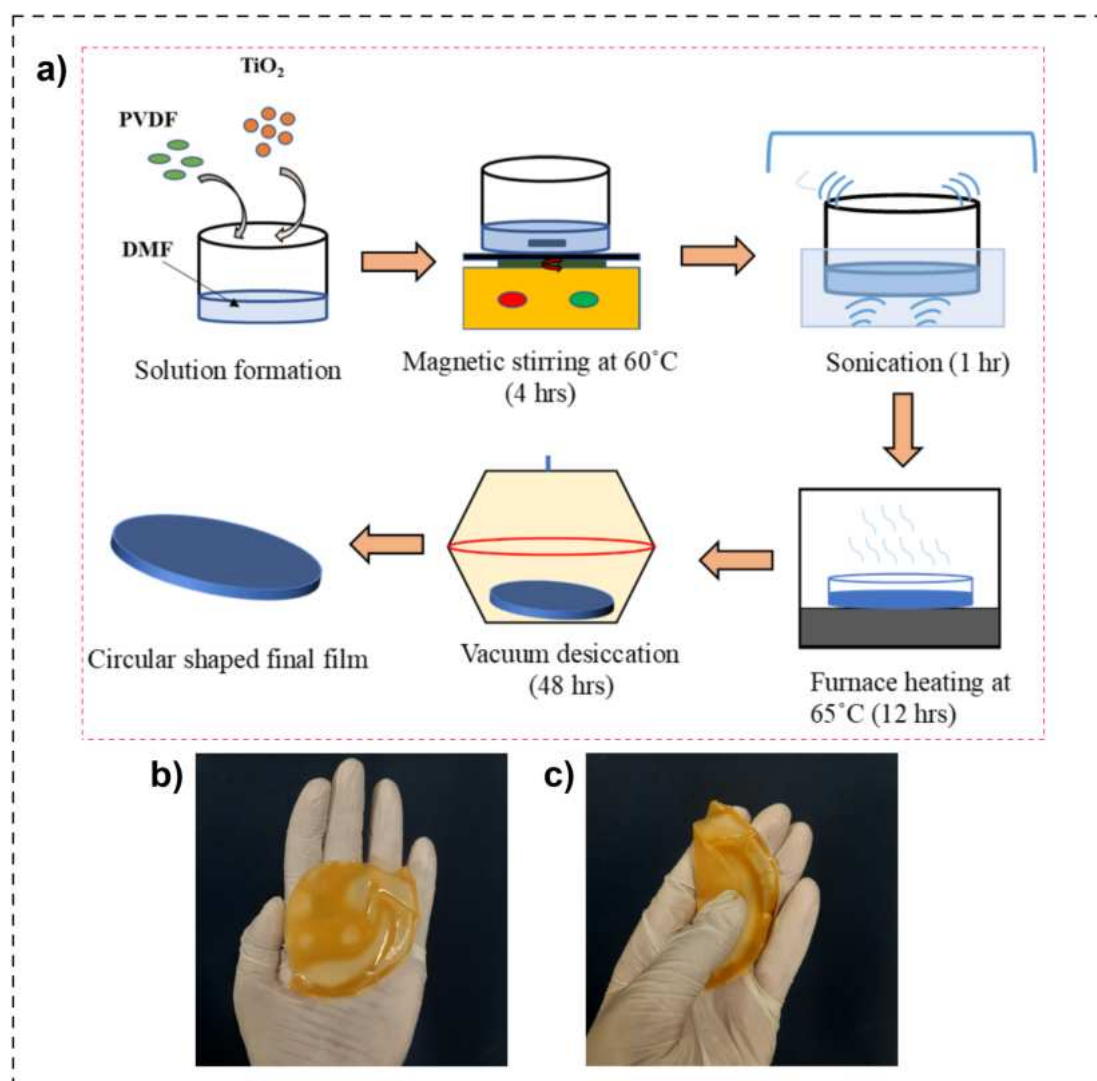 a)
TiO₂
PVDF
DMF
Solution formation
Magnetic stirring at 60°C
(4 hrs)
Sonication (1 hr)
Circular shaped final film
Vacuum desiccation
(48 hrs)
Furnace heating at
65°C (12 hrs)
b)
c)